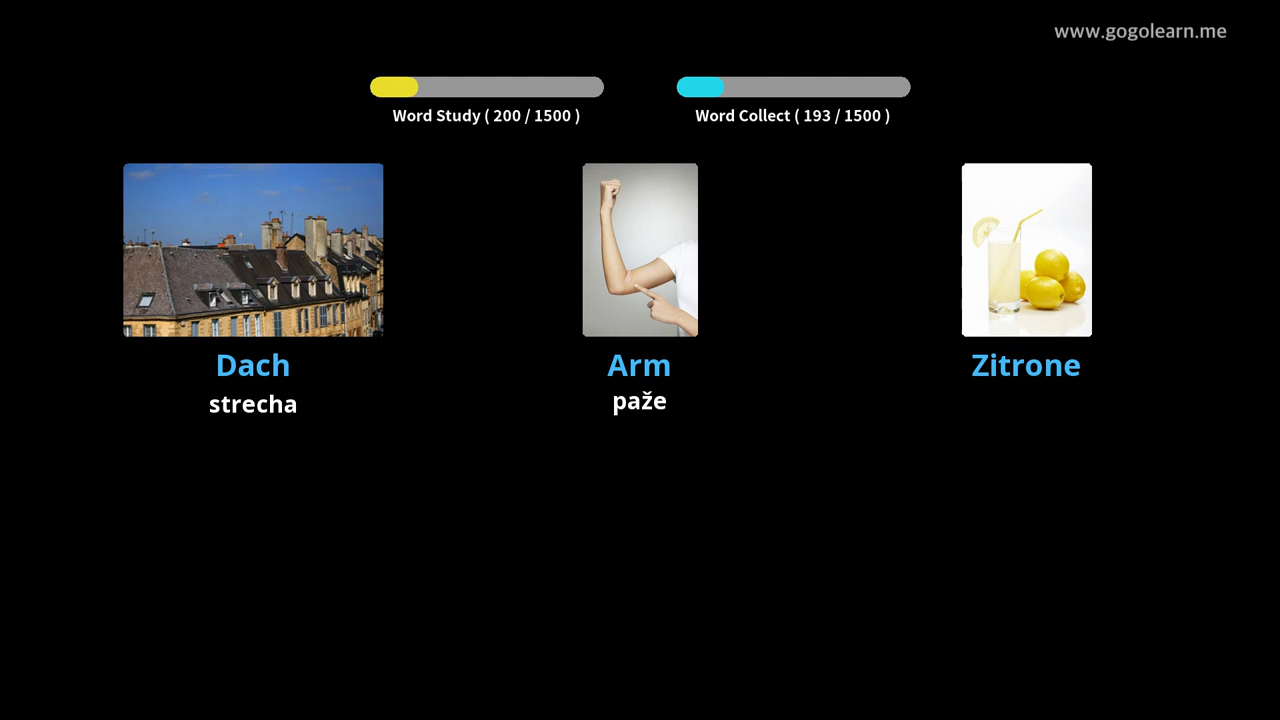 www.gogolearn.me
Word Study ( 200 / 1500 )
Word Collect ( 193 / 1500 )
Dach
strecha
Arm
paže
Zitrone